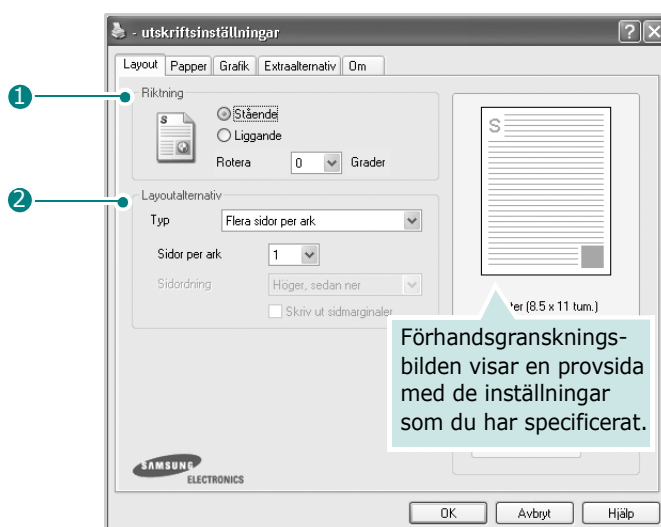 - utskriftsinställningar
Layout Papper Grafik Extraalternativ Om
1
Riktning
S
Stående
Liggande
Rotera 0 Grader
S
2
Layoutalternativ
Typ Flera sidor per ark
Sidor per ark 1
Sidordning Höger, sedan ner
Skriv ut sidmarginaler
(8.5 x 11 tum.)
Förhandsgransknings-
bilden visar en provsida
med de inställningar
som du har specificerat.
SAMSUNG
ELECTRONICS
OK Avbryt Hjälp